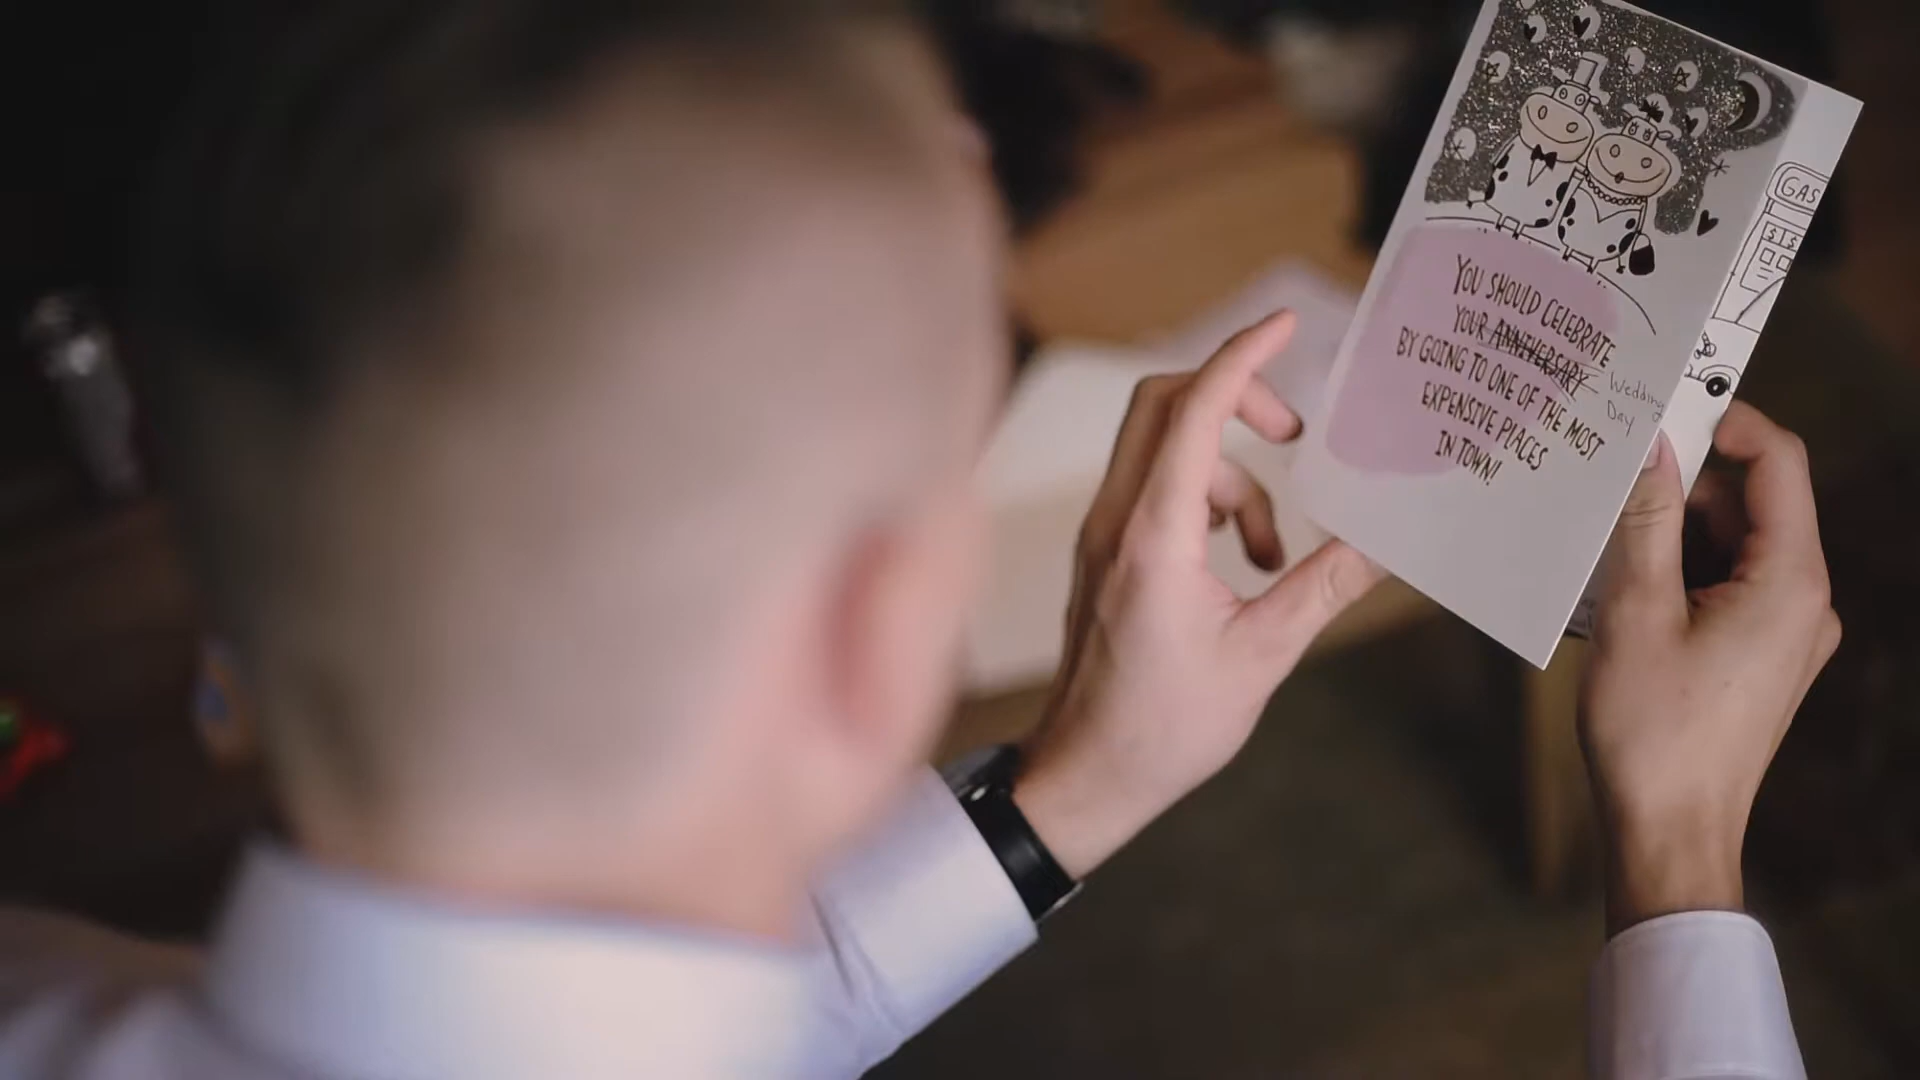 YOU SHOULD CELEBRATE
YOUR ANNIVERSARY Wedding Day
BY GOING TO ONE OF THE MOST
EXPENSIVE PLACES
IN TOWN!
GAS
$ $ $